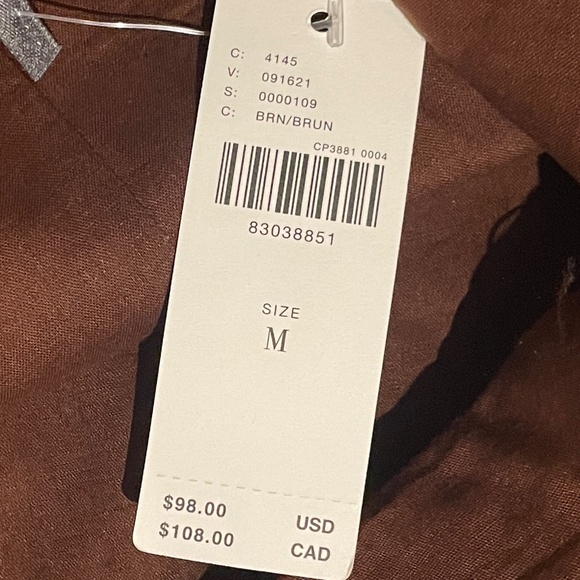 C: 4145
V: 091621
S: 0000109
C: BRN/BRUN
CP3881 0004
83038851
SIZE
M
$98.00 USD
$108.00 CAD